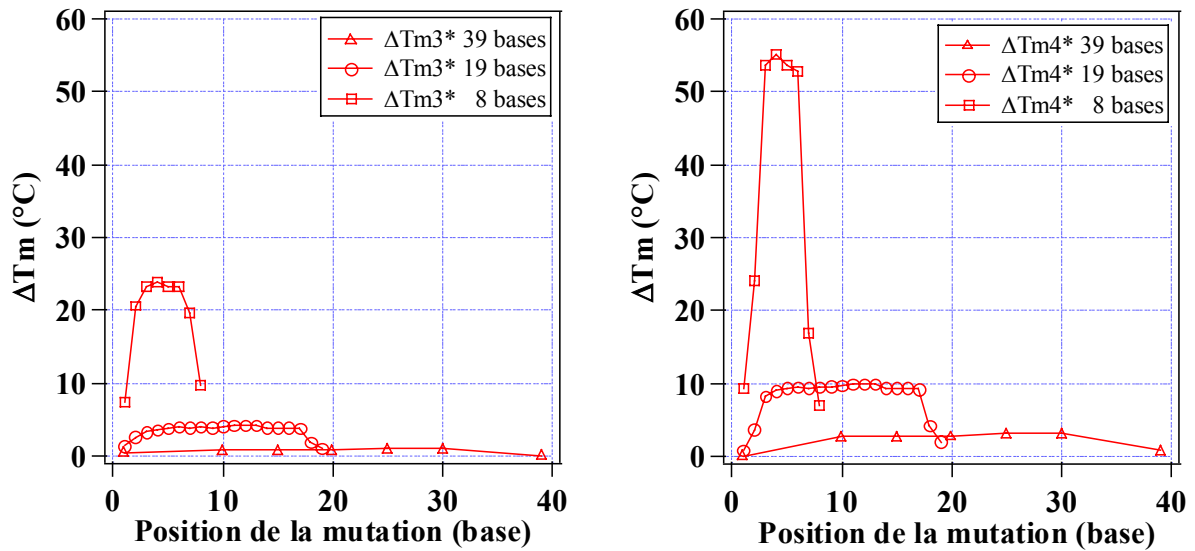 60
50
40
30
20
10
0
ΔTm (°C)
0 10 20 30 40
Position de la mutation (base)
ΔTm3* 39 bases
ΔTm3* 19 bases
ΔTm3* 8 bases
60
50
40
30
20
10
0
ΔTm (°C)
0 10 20 30 40
Position de la mutation (base)
ΔTm4* 39 bases
ΔTm4* 19 bases
ΔTm4* 8 bases